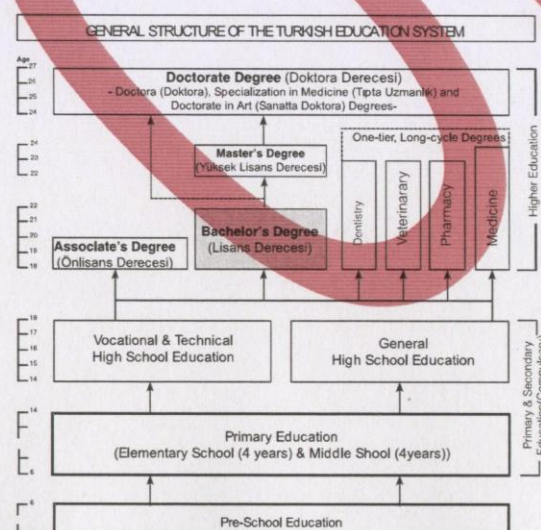 GENERAL STRUCTURE OF THE TURKISH EDUCATION SYSTEM
Age
27
26
25
24
Doctorate Degree (Doktora Derecesi)
- Doctora (Doktora), Specialization in Medicine (Tıpta Uzmanlık) and
Doctorate in Art (Sanatta Doktora) Degrees-
24
23
22
Master's Degree
(Yüksek Lisans Derecesi)
One-tier, Long-cycle Degrees
Dentistry
Veterinarary
Pharmacy
Medicine
Higher Education
22
21
20
19
18
Associate's Degree
(Önlisans Derecesi)
Bachelor's Degree
(Lisans Derecesi)
18
17
16
15
14
Vocational & Technical
High School Education
General
High School Education
Primary & Secondary
Education(Compulsory)
14
6
Primary Education
(Elementary School (4 years) & Middle Shool (4years))
6
Pre-School Education